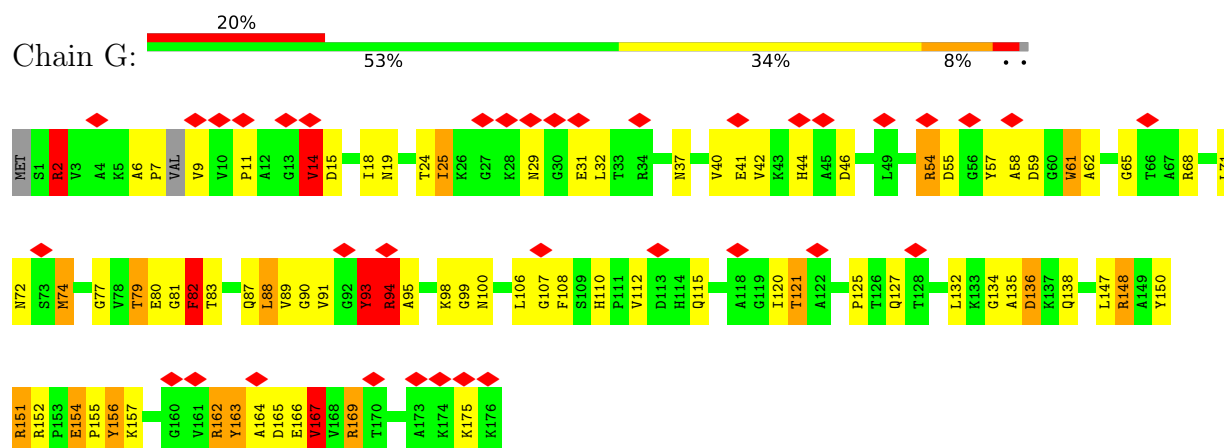 20%
Chain G:
53% 34% 8% • •
MET S1 R2 V3 A4 K5 A6 P7 VAL V9 V10 P11 A12 G13 V14 D15 I18 N19 T24 I25 K26 G27 K28 N29 G30 E31 L32 T33 R34 N37 V40 E41 V42 K43 H44 A45 D46 L49 R54 D55 G56 Y57 A58 D59 G60 W61 A62 G65 T66 A67 R68
N72 S73 M74 G77 V78 T79 E80 G81 F82 T83 Q87 L88 V89 G90 V91 G92 Y93 R94 A95 K98 G99 N100 L106 G107 F108 S109 H110 P111 V112 D113 H114 Q115 A118 G119 I120 T121 A122 P125 T126 Q127 T128 L132 K133 G134 A135 D136 K137 Q138 L147 R148 A149 Y150
R151 R152 P153 E154 P155 Y156 K157 G160 V161 R162 Y163 A164 D165 E166 V167 V168 R169 T170 A173 K174 K175 K176